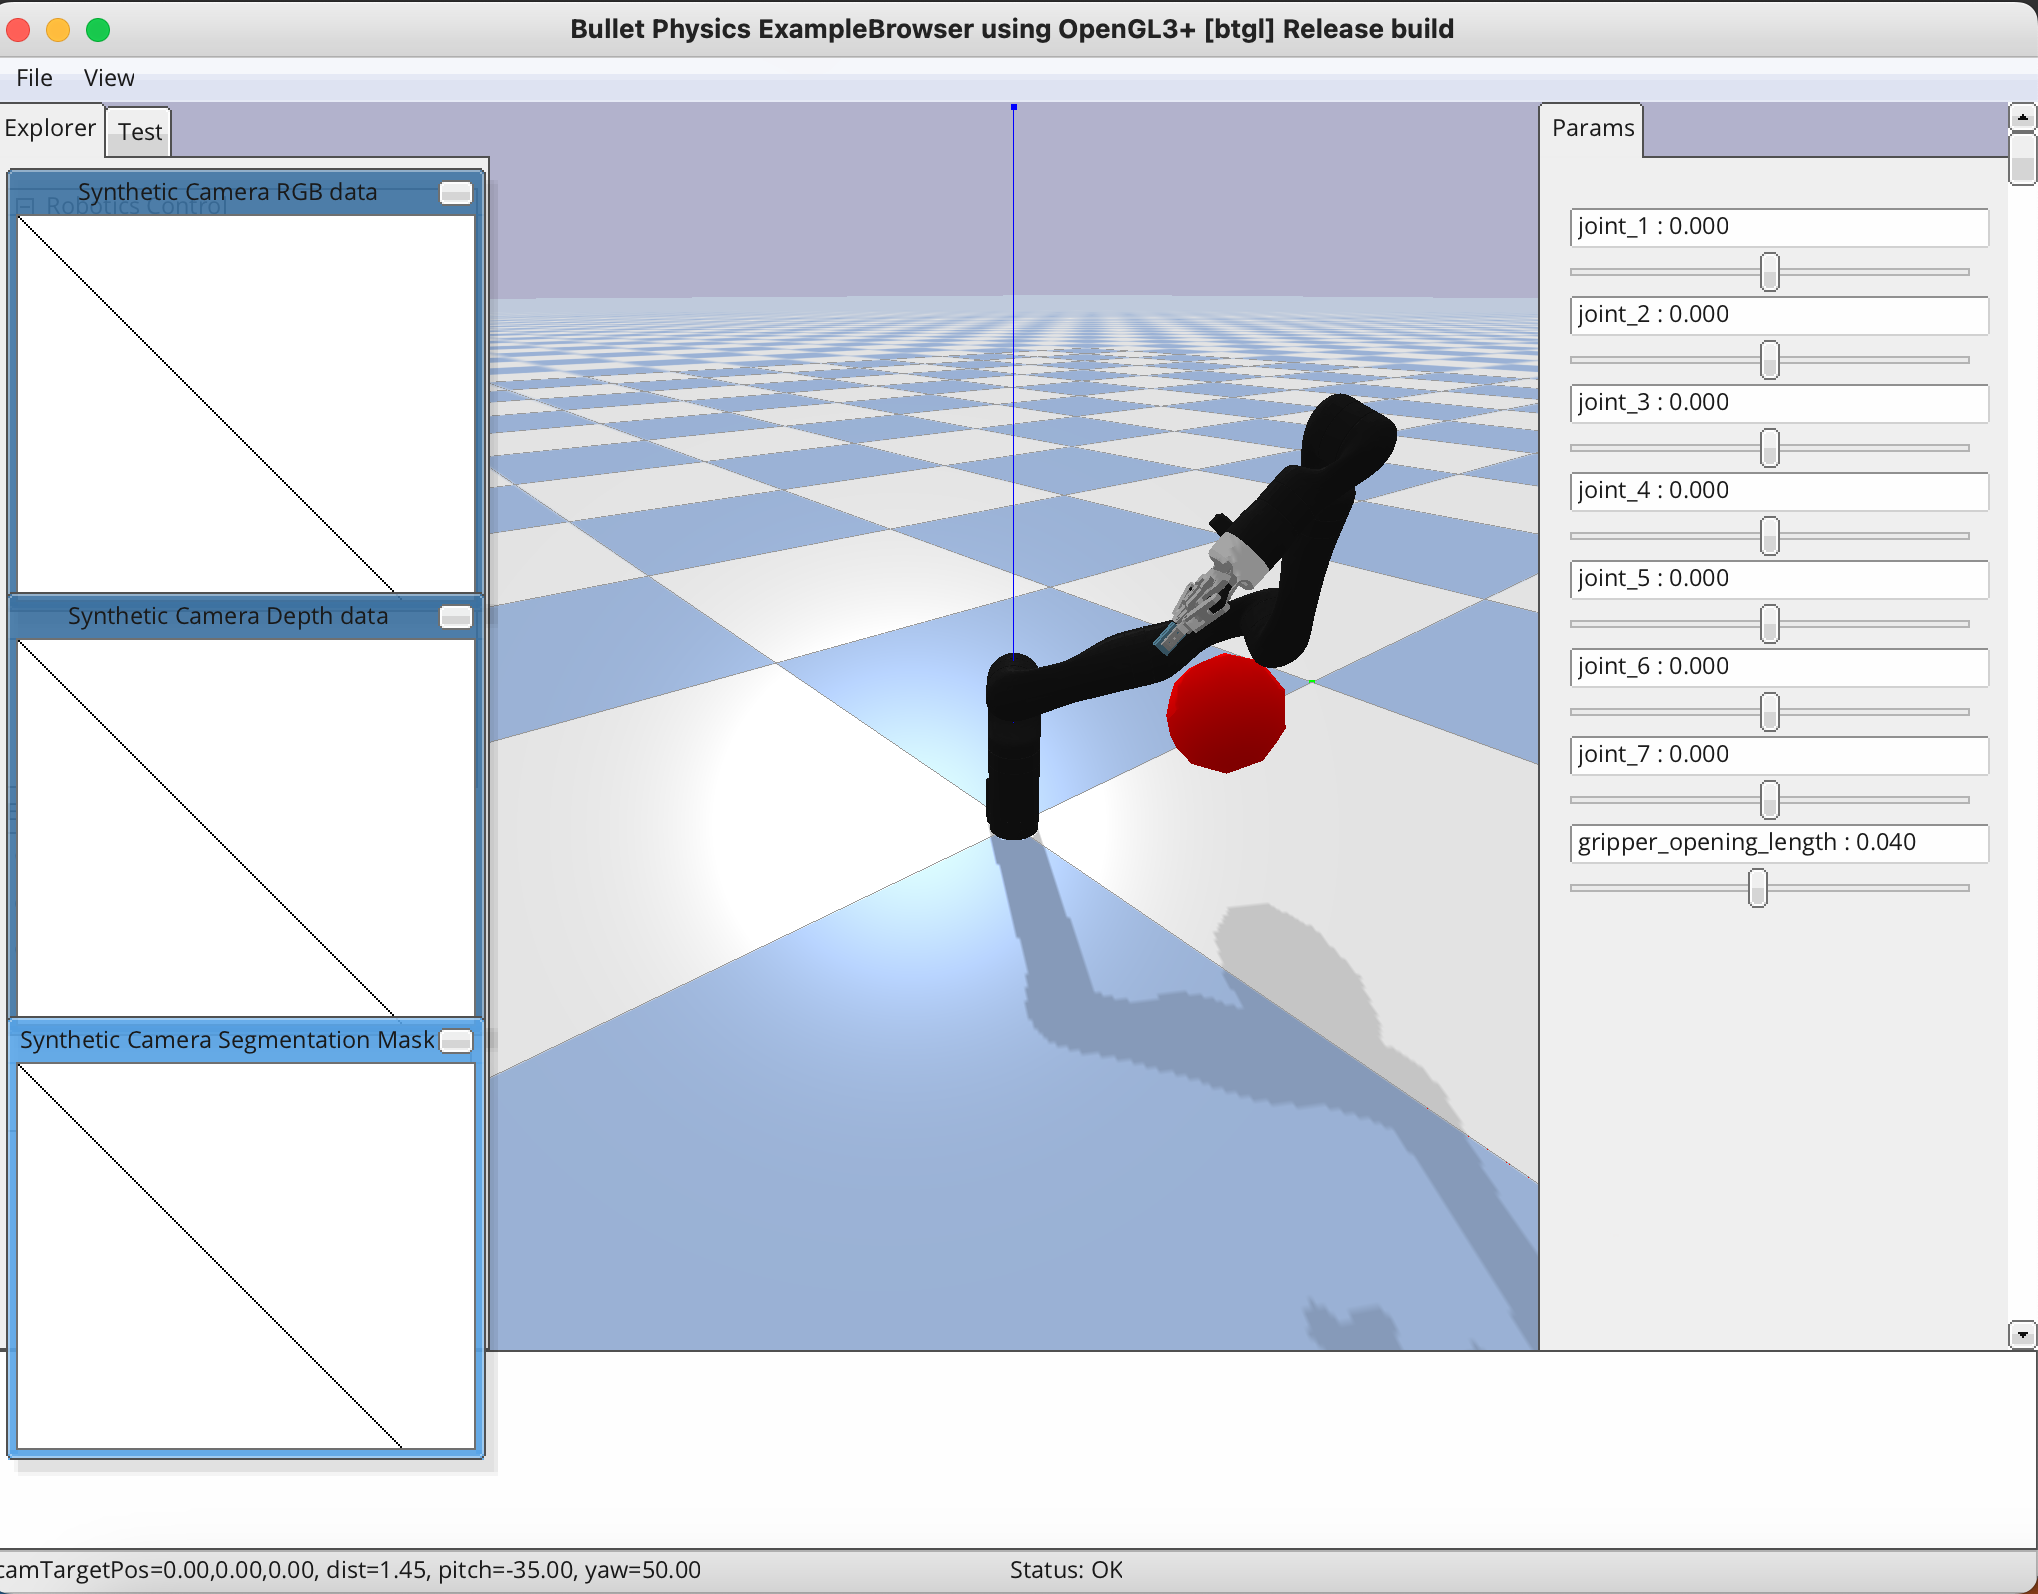 Bullet Physics ExampleBrowser using OpenGL3+ [btgl] Release build
File View
Explorer Test
Params
Synthetic Camera RGB data
Robotics Control
joint_1 : 0.000
joint_2 : 0.000
joint_3 : 0.000
joint_4 : 0.000
joint_5 : 0.000
Synthetic Camera Depth data
joint_6 : 0.000
joint_7 : 0.000
gripper_opening_length : 0.040
Synthetic Camera Segmentation Mask
camTargetPos=0.00,0.00,0.00, dist=1.45, pitch=-35.00, yaw=50.00
Status: OK